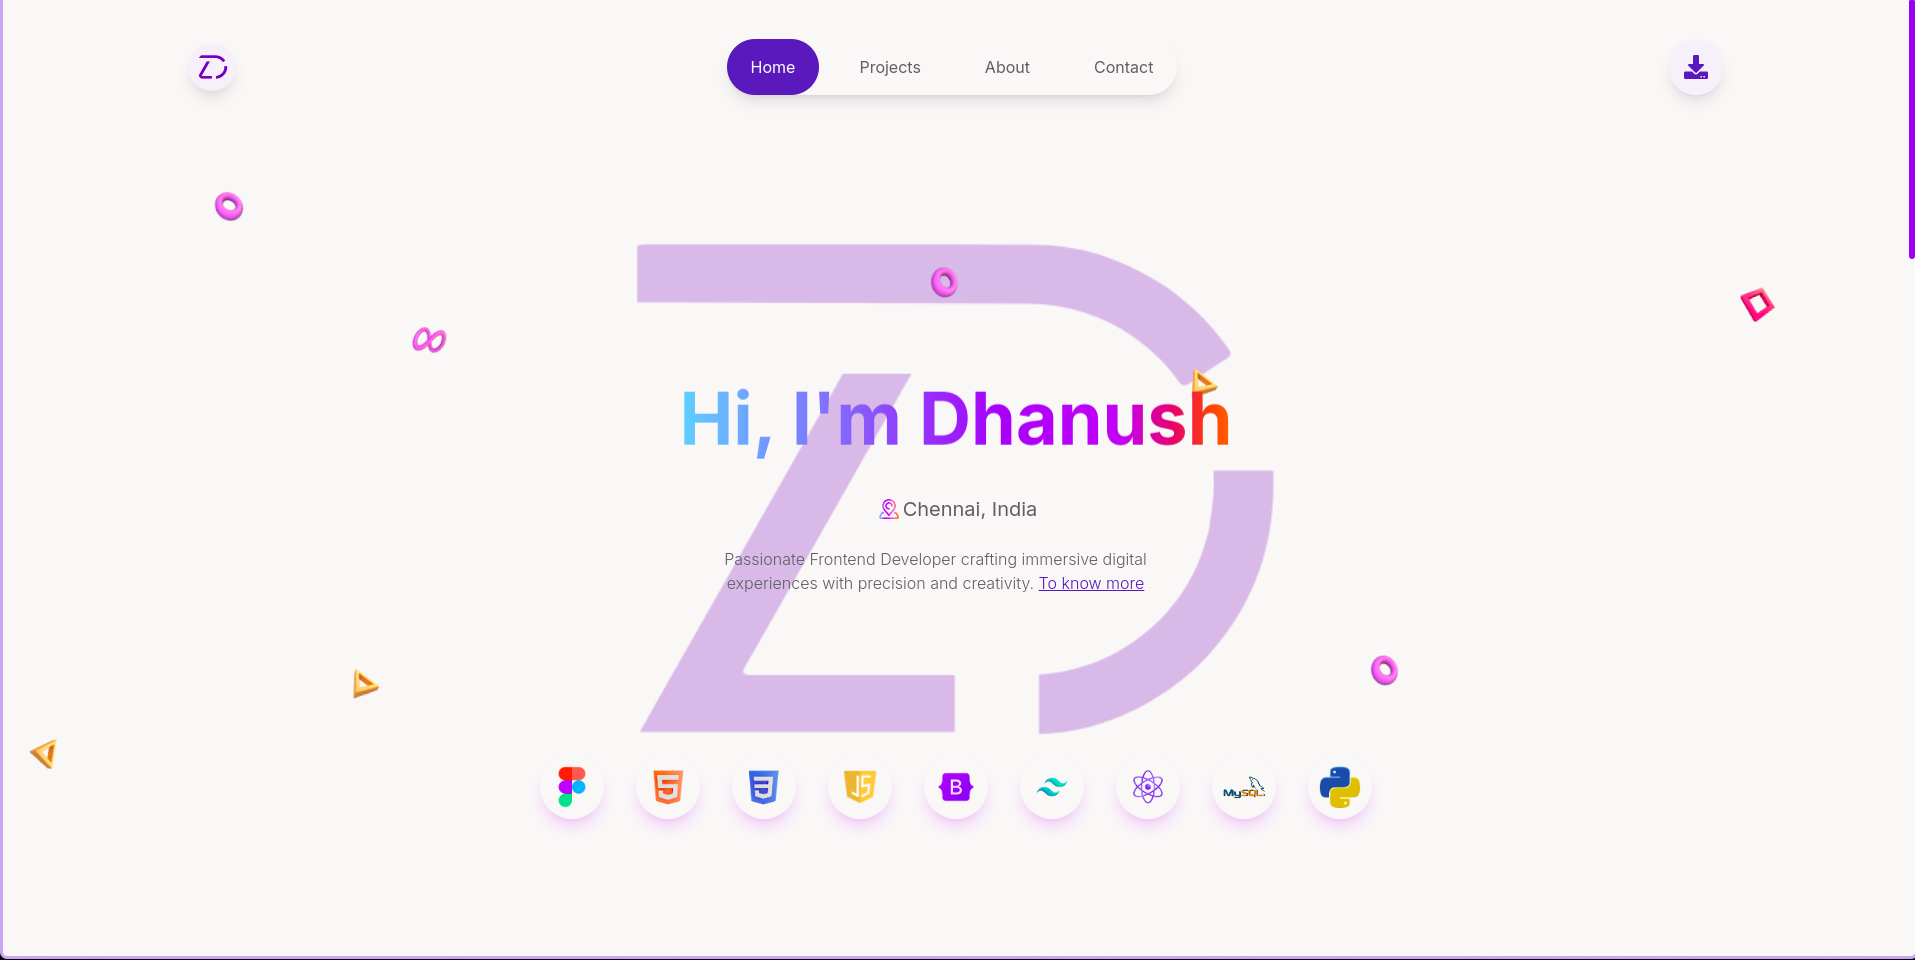 Home
Projects
About
Contact
Hi, I'm Dhanush
Chennai, India
Passionate Frontend Developer crafting immersive digital
experiences with precision and creativity. To know more
5
3
JS
B
MySQL